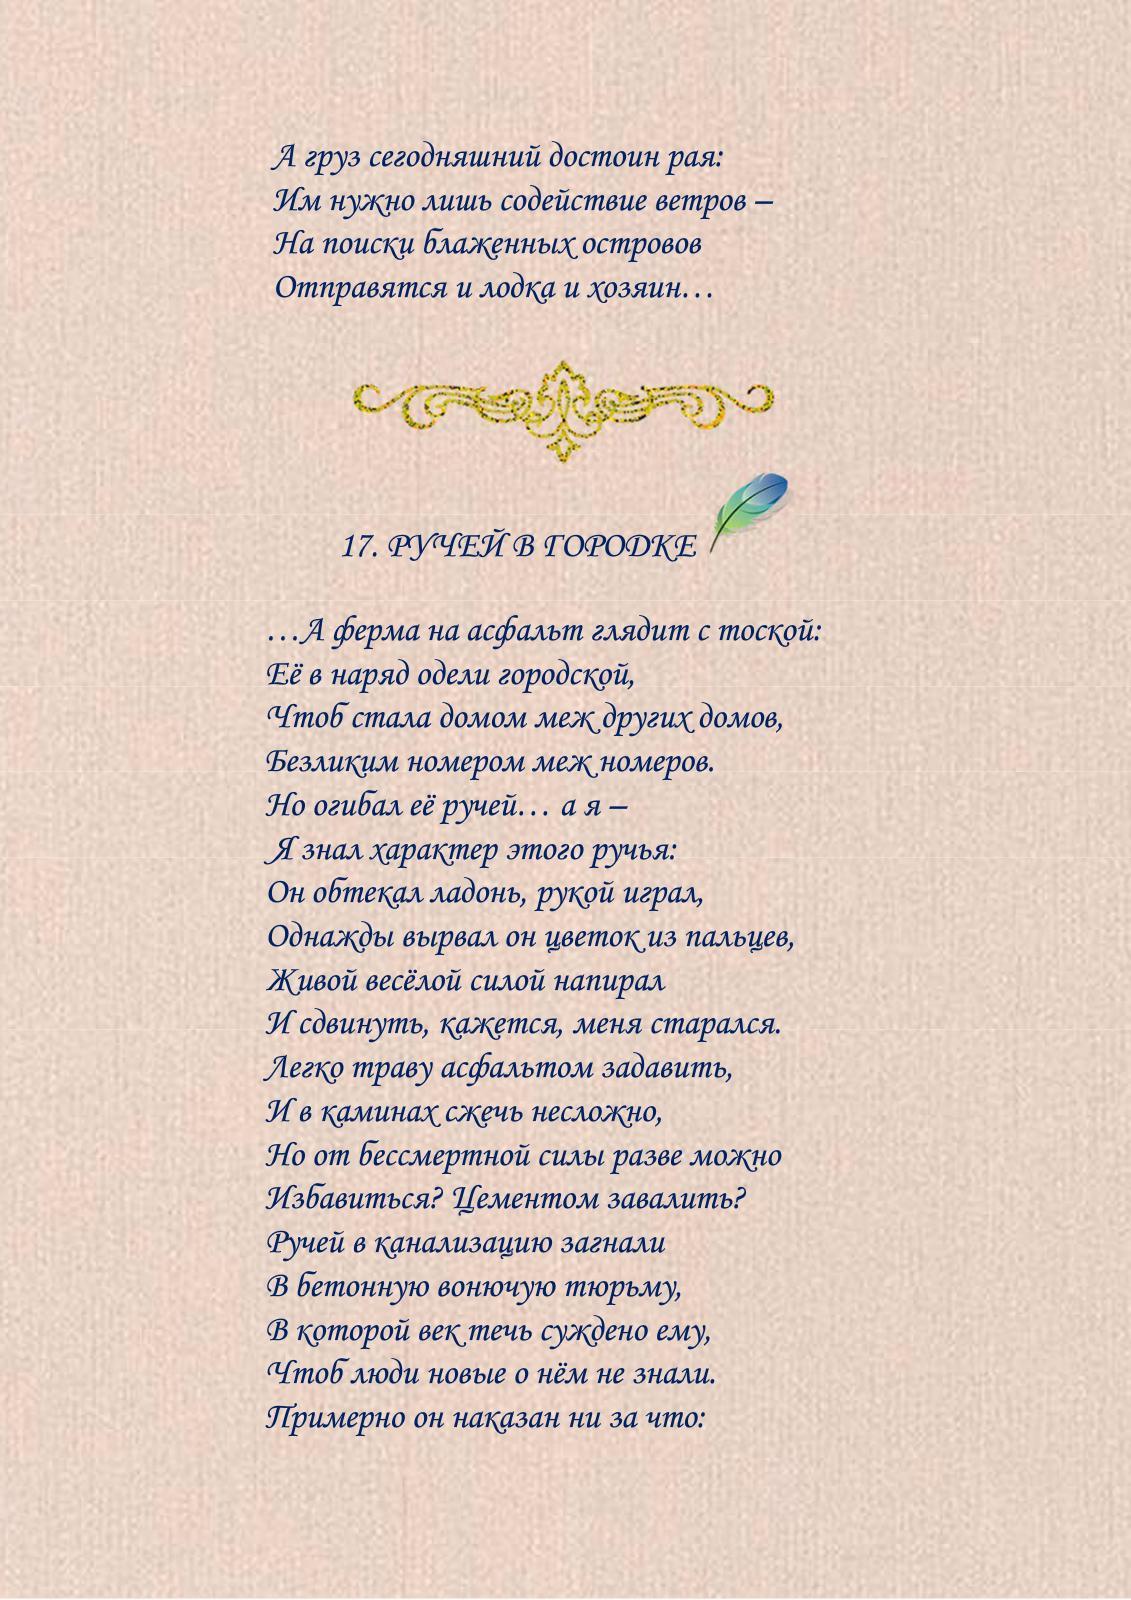 А груз сегодняшний достоин рая:
Им нужно лишь содействие ветров –
На поиски блаженных островов
Отправятся и лодка и хозяин…
17. РУЧЕЙ В ГОРОДКЕ
…А ферма на асфальт глядит с тоской:
Её в наряд одели городской,
Чтоб стала домом меж других домов,
Безликим номером меж номеров.
Но огибал её ручей… а я –
Я знал характер этого ручья:
Он обтекал ладонь, рукой играл,
Однажды вырвал он цветок из пальцев,
Живой весёлой силой напирал
И сдвинуть, кажется, меня старался.
Легко траву асфальтом задавить,
И в каминах сжечь несложно,
Но от бессмертной силы разве можно
Избавиться? Цементом завалить?
Ручей в канализацию загнали
В бетонную вонючую тюрьму,
В которой век течь суждено ему,
Чтоб люди новые о нём не знали.
Примерно он наказан ни за что: